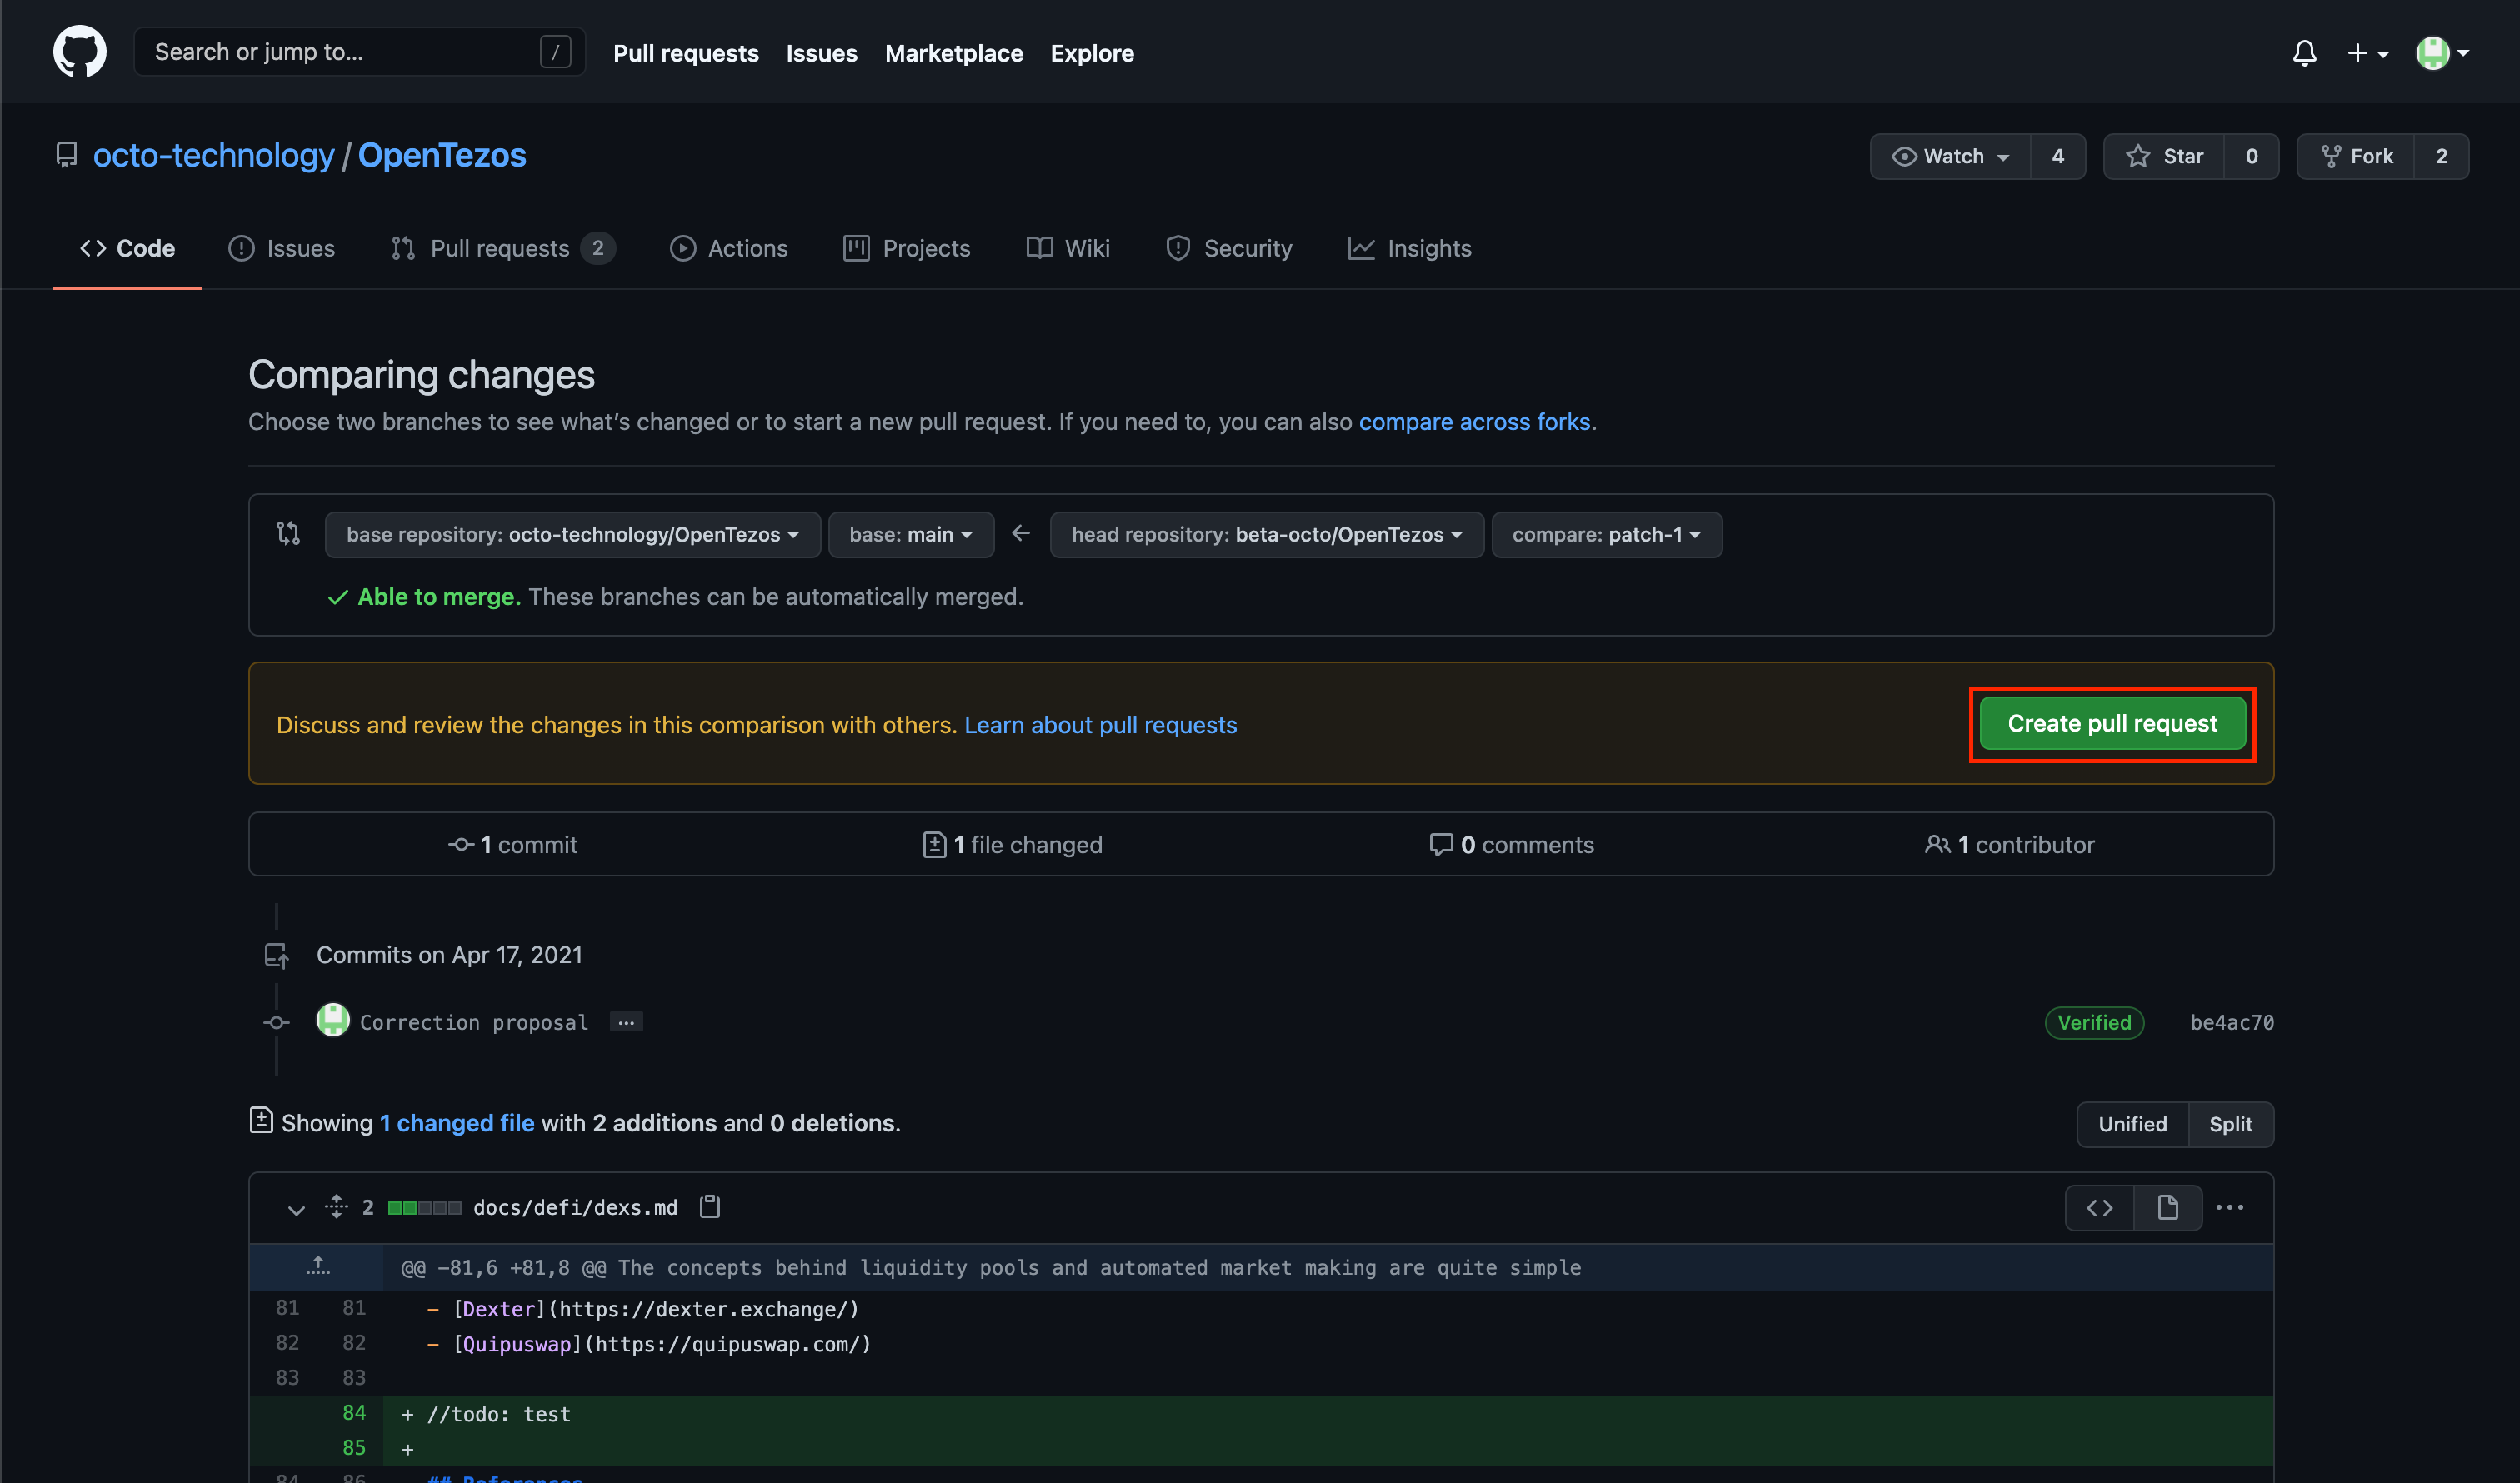 Search or jump to... /
Pull requests Issues Marketplace Explore
octo-technology / OpenTezos
Watch 4 Star 0 Fork 2
Code Issues Pull requests 2 Actions Projects Wiki Security Insights
Comparing changes
Choose two branches to see what’s changed or to start a new pull request. If you need to, you can also compare across forks.
base repository: octo-technology/OpenTezos base: main ← head repository: beta-octo/OpenTezos compare: patch-1
Able to merge. These branches can be automatically merged.
Discuss and review the changes in this comparison with others. Learn about pull requests
Create pull request
1 commit 1 file changed 0 comments 1 contributor
Commits on Apr 17, 2021
Correction proposal … Verified be4ac70
Showing 1 changed file with 2 additions and 0 deletions.
Unified Split
2 docs/defi/dexs.md
@@ -81,6 +81,8 @@ The concepts behind liquidity pools and automated market making are quite simple
81 81 - [Dexter](https://dexter.exchange/)
82 82 - [Quipuswap](https://quipuswap.com/)
83 83
84 + //todo: test
85 +
84 86 ## References